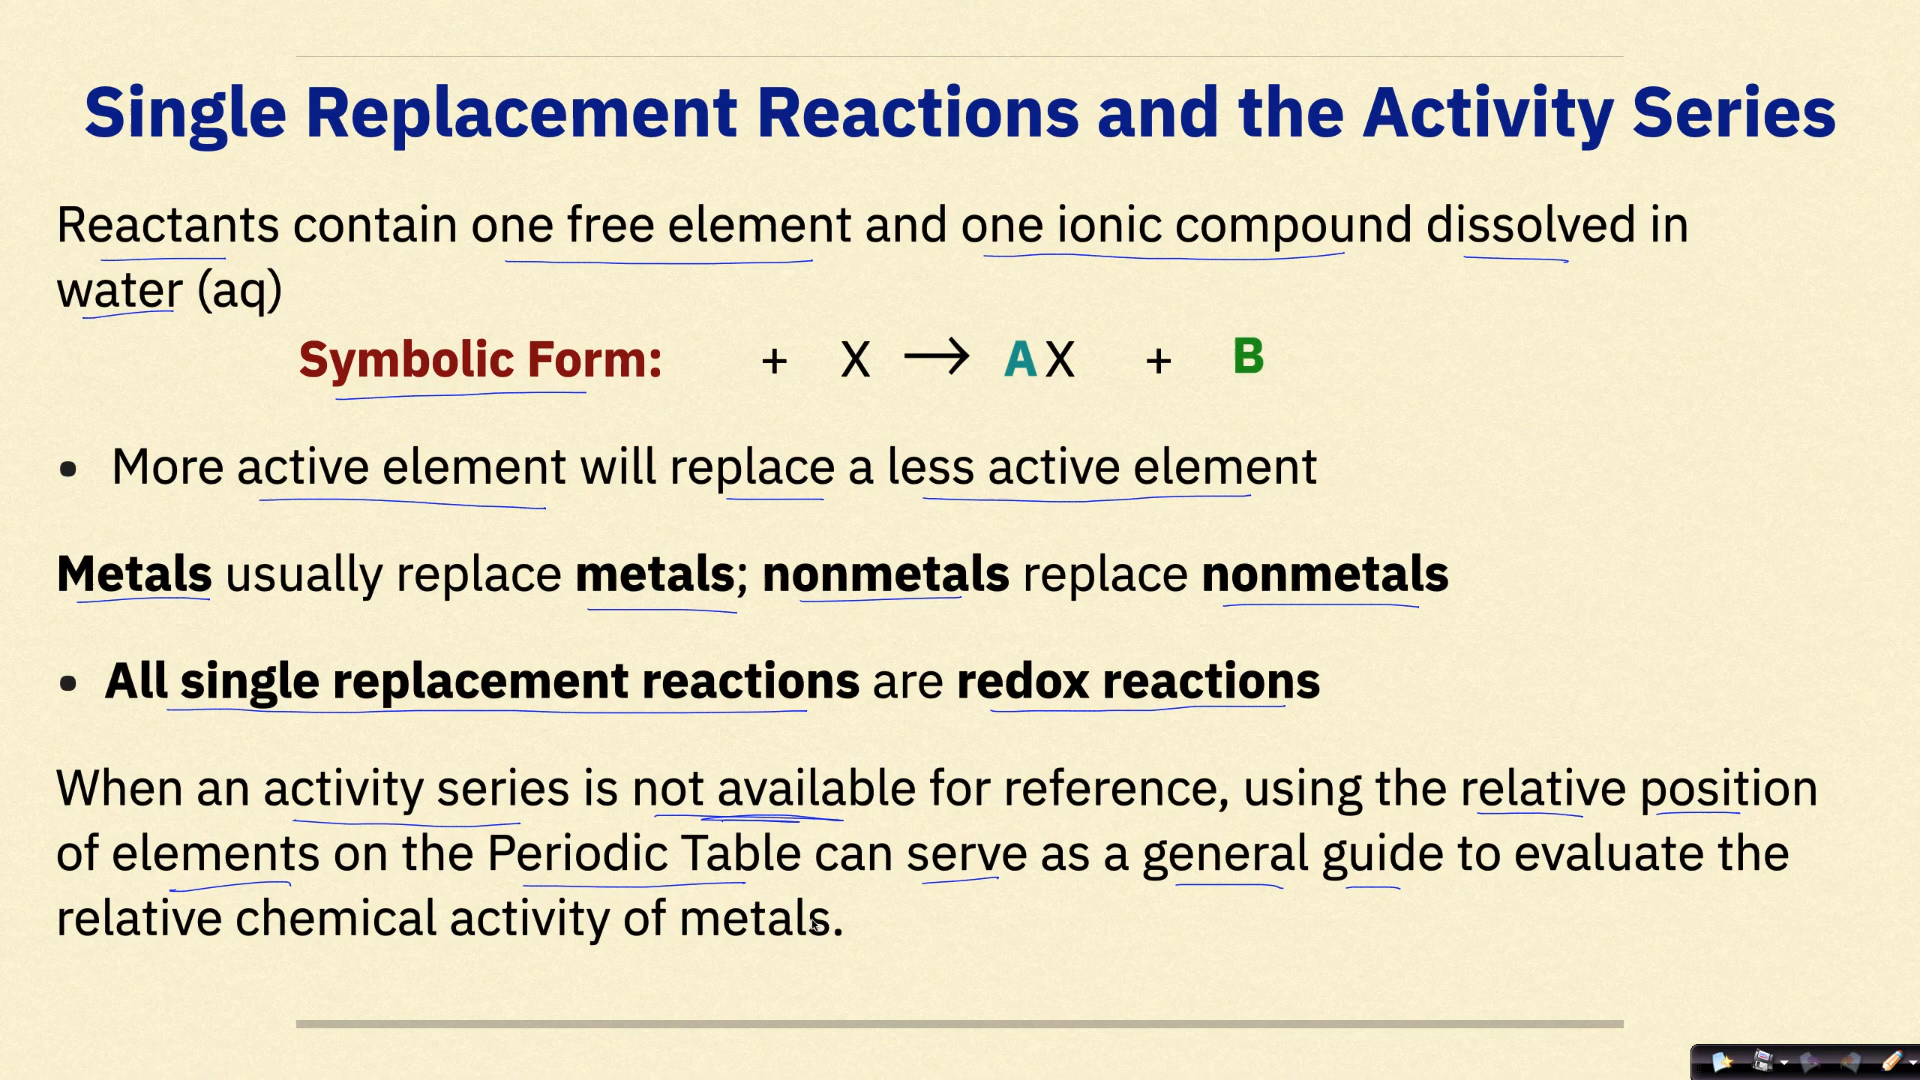 Single Replacement Reactions and the Activity Series
Reactants contain one free element and one ionic compound dissolved in
water (aq)
Symbolic Form: + X → AX + B
• More active element will replace a less active element
Metals usually replace metals; nonmetals replace nonmetals
• All single replacement reactions are redox reactions
When an activity series is not available for reference, using the relative position
of elements on the Periodic Table can serve as a general guide to evaluate the
relative chemical activity of metals.